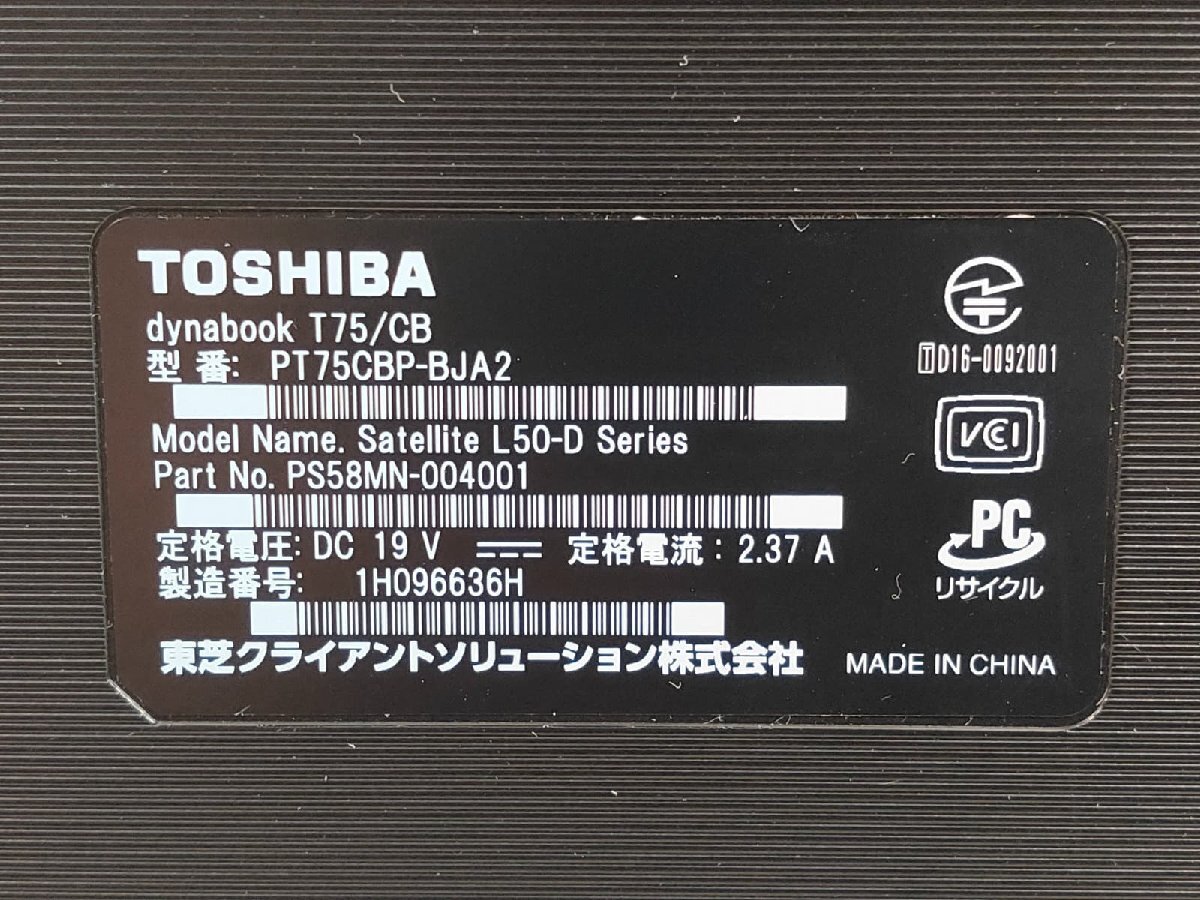 TOSHIBA
dynabook T75/CB
型 番: PT75CBP-BJA2
Model Name. Satellite L50-D Series
Part No. PS58MN-004001
定格電圧: DC 19 V 定格電流: 2.37 A
製造番号: 1H096636H
東芝クライアントソリューション株式会社
MADE IN CHINA
TD16-0092001
VCCI
PC
リサイクル